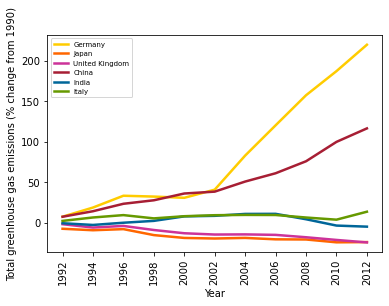 Total greenhouse gas emissions (% change from 1990)
200
150
100
50
0
Germany
Japan
United Kingdom
China
India
Italy
1992
1994
1996
1998
2000
2002
2004
2006
2008
2010
2012
Year